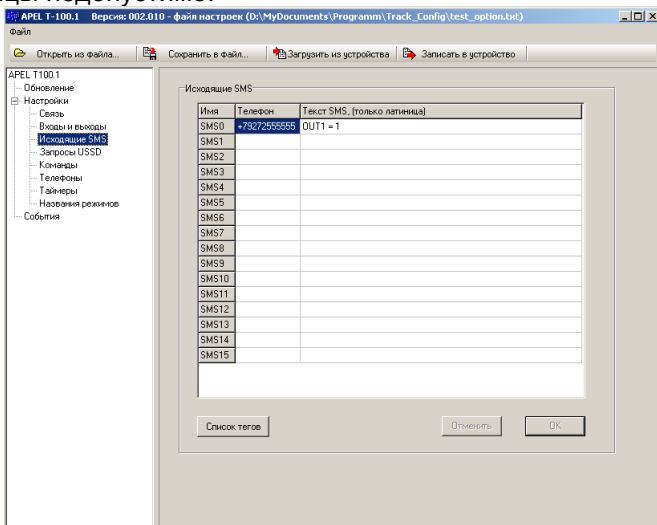 APEL T-100.1 Версия: 002.010 - файл настроек (D:\MyDocuments\Programm\Track_Config\test_option.txt)
Файл
Открыть из файла... Сохранить в файл... Загрузить из устройства Записать в устройство
APEL T100.1
Обновление
Настройки
Связь
Входы и выходы
Исходящие SMS
Запросы USSD
Команды
Телефоны
Таймеры
Названия режимов
События
Исходящие SMS
Имя Телефон Текст SMS, (только латиница)
SMS0 +79272555555 OUT1 = 1
SMS1
SMS2
SMS3
SMS4
SMS5
SMS6
SMS7
SMS8
SMS9
SMS10
SMS11
SMS12
SMS13
SMS14
SMS15
Список тегов Отменить OK